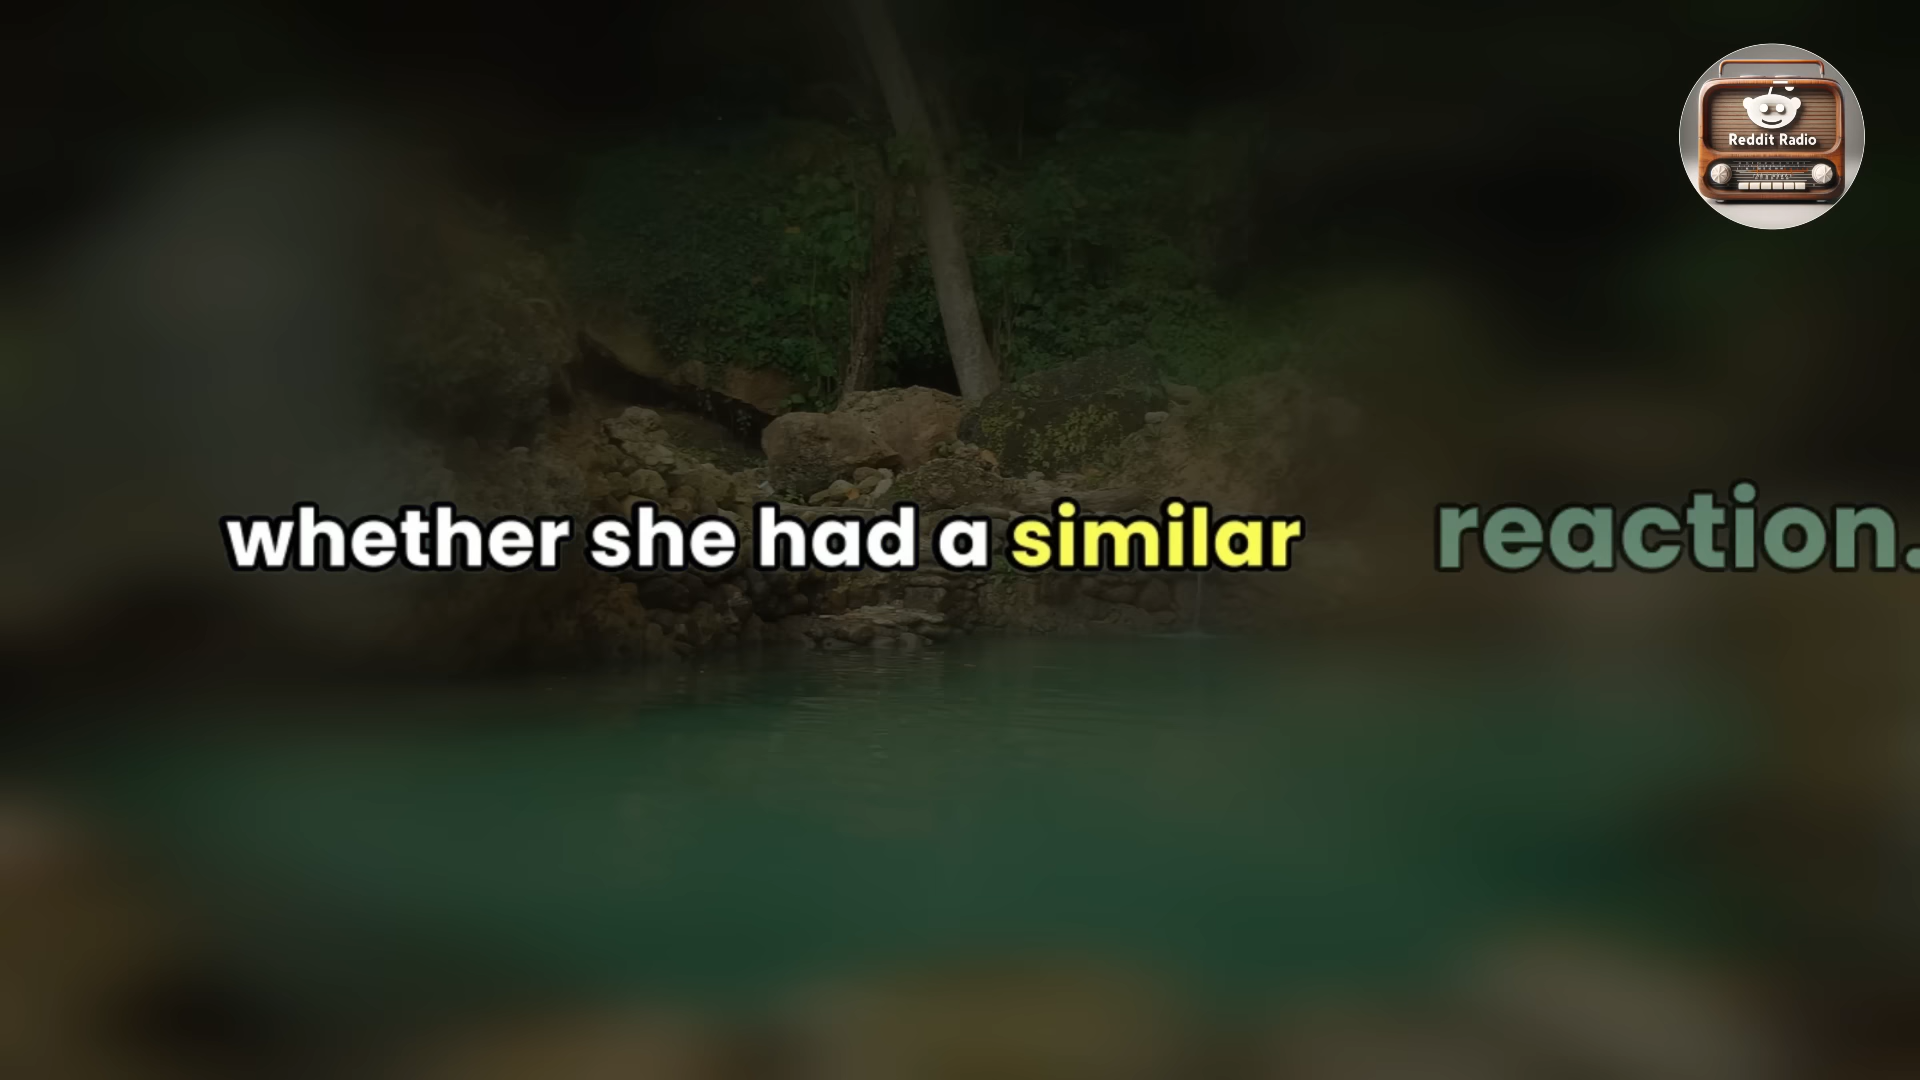 Reddit Radio
whether she had a similar reaction.